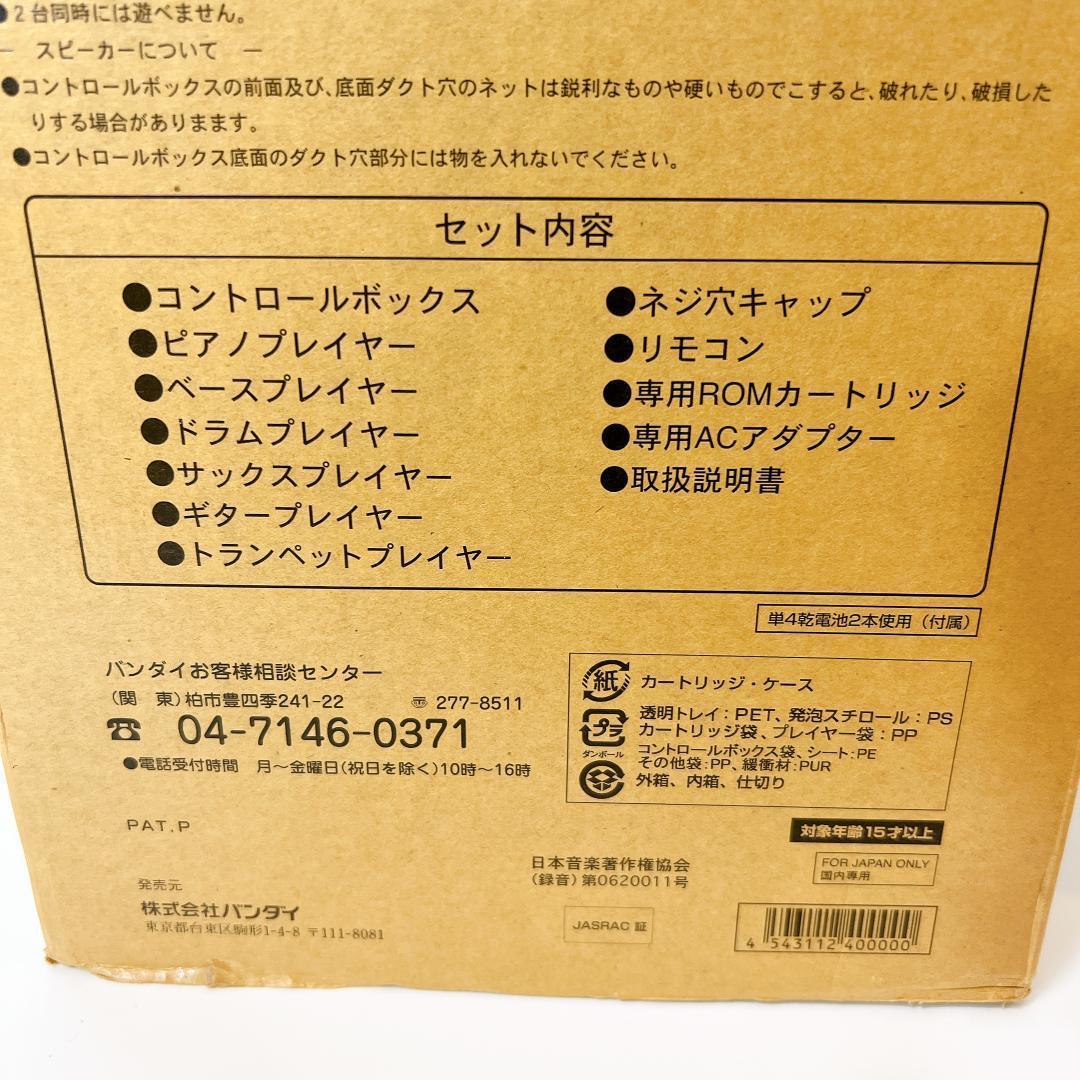 ●2台同時には遊べません。
― スピーカーについて ―
●コントロールボックスの前面及び、底面ダクト穴のネットは鋭利なものや硬いものでこすると、破れたり、破損した
りする場合がありまます。
●コントロールボックス底面のダクト穴部分には物を入れないでください。
セット内容
●コントロールボックス
●ピアノプレイヤー
●ベースプレイヤー
●ドラムプレイヤー
●サックスプレイヤー
●ギタープレイヤー
●トランペットプレイヤー
●ネジ穴キャップ
●リモコン
●専用ROMカートリッジ
●専用ACアダプター
●取扱説明書
単4乾電池2本使用（付属）
バンダイお客様相談センター
（関　東）柏市豊四季241-22　〠 277-8511
☎ 04-7146-0371
●電話受付時間　月～金曜日（祝日を除く）10時～16時
紙 カートリッジ・ケース
プラ 透明トレイ：PET、発泡スチロール：PS
カートリッジ袋、プレイヤー袋：PP
コントロールボックス袋、シート：PE
その他袋：PP、緩衝材：PUR
ダンボール
外箱、内箱、仕切り
PAT.P
対象年齢15才以上
日本音楽著作権協会
（録音）第0620011号
FOR JAPAN ONLY
国内専用
発売元
株式会社バンダイ
東京都台東区駒形1-4-8 〒111-8081
JASRAC 証
4 543112 400000